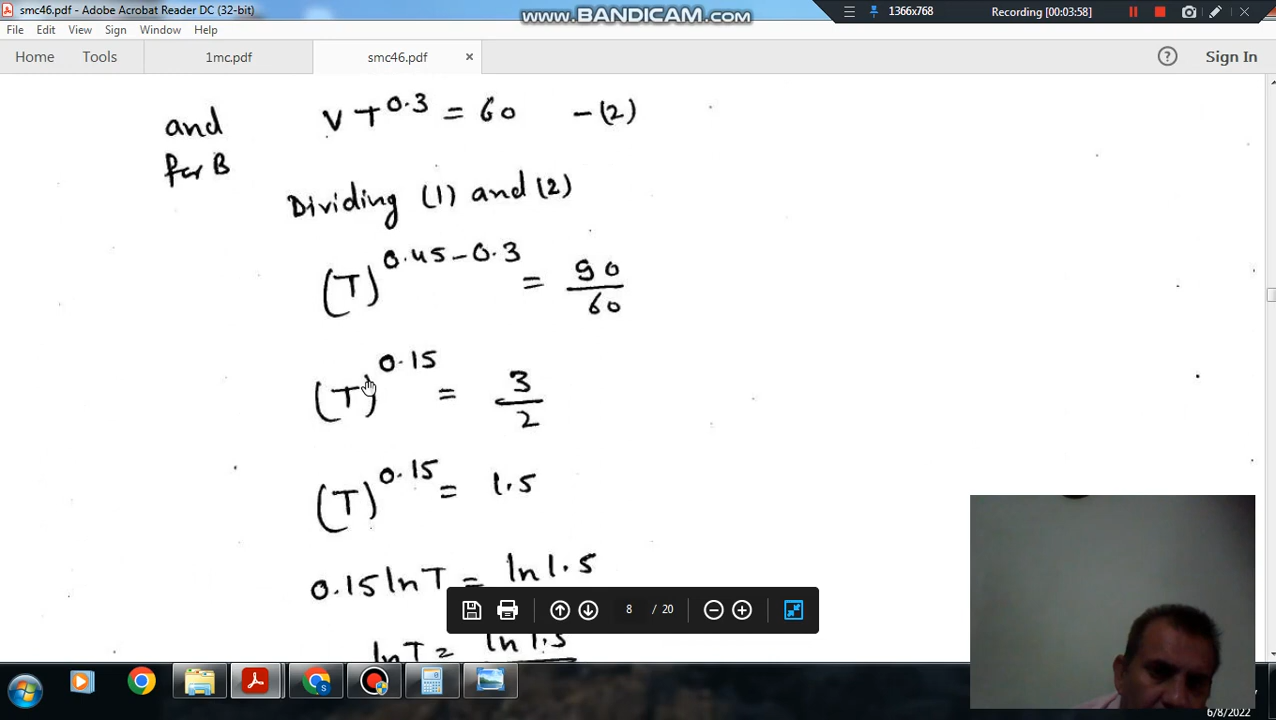 smc46.pdf - Adobe Acrobat Reader DC (32-bit)
www.BANDICAM.com
1366x768
Recording [00:03:58]
File Edit View Sign Window Help
Home Tools 1mc.pdf smc46.pdf × Sign In
and VT^0.3 = 60 -(2)
for B
Dividing (1) and (2)
(T)^0.45-0.3 = 90/60
(T)^0.15 = 3/2
(T)^0.15 = 1.5
0.15 ln T = ln 1.5
8 / 20
ln T = ln 1.5
6/8/2022